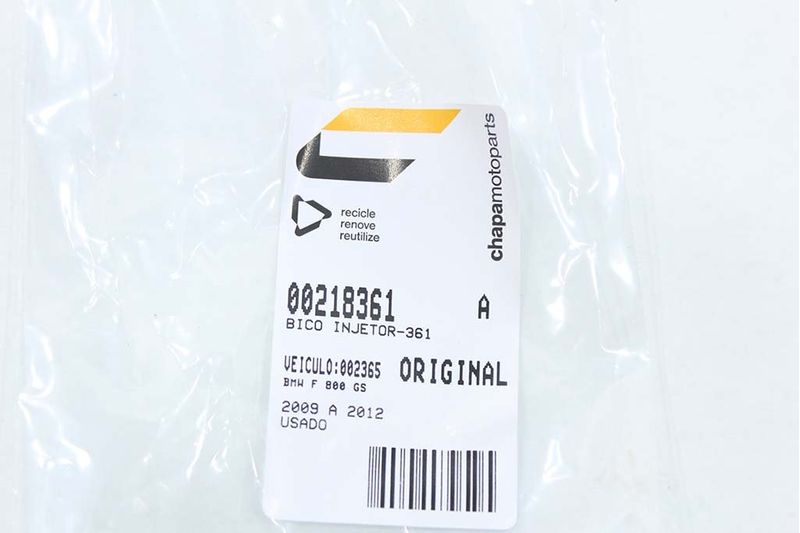 chapamotoparts
recicle
renove
reutilize
00218361 A
BICO INJETOR-361
VEICULO:002365 ORIGINAL
BMW F 800 GS
2009 A 2012
USADO